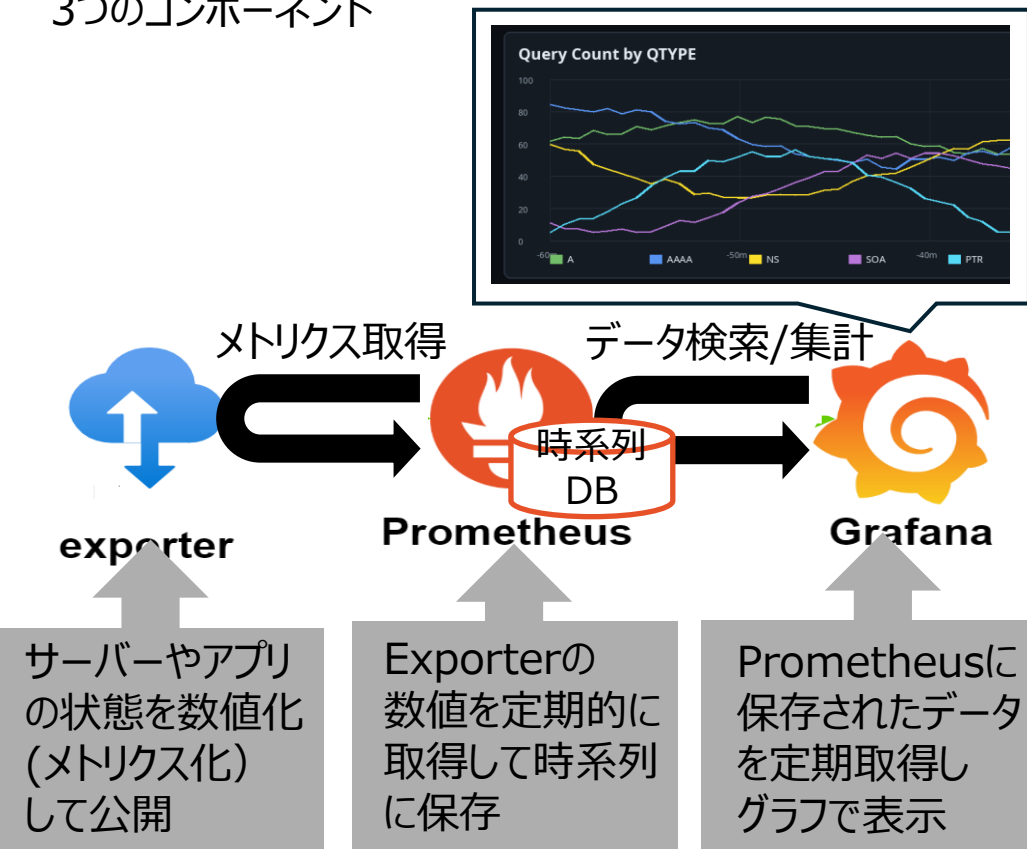 3つのコンポーネント
Query Count by QTYPE
100
80
60
40
20
0
-60m -50m -40m
A AAAA NS SOA PTR
メトリクス取得
データ検索/集計
時系列
DB
exporter
Prometheus
Grafana
サーバーやアプリ
の状態を数値化
(メトリクス化）
して公開
Exporterの
数値を定期的に
取得して時系列
に保存
Prometheusに
保存されたデータ
を定期取得し
グラフで表示